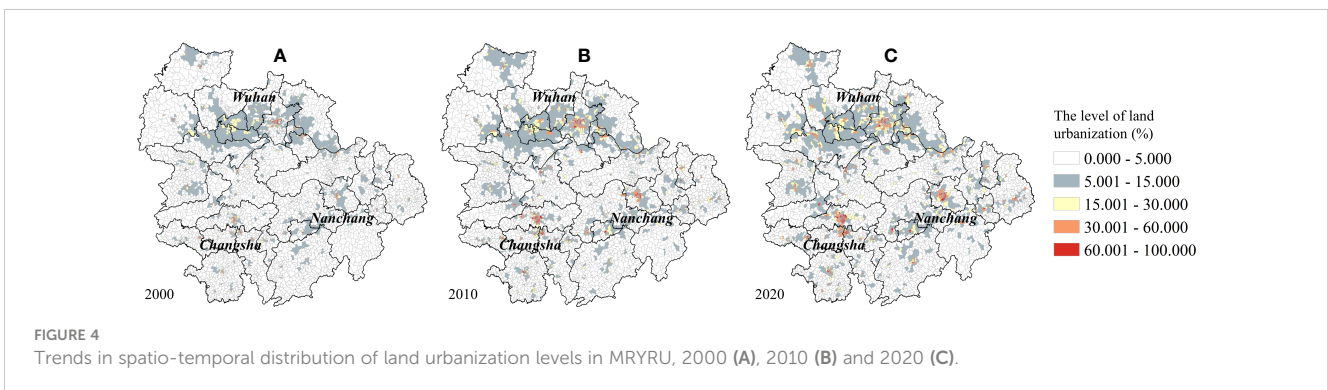 A
B
C
Wuhan
Wuhan
Wuhan
Nanchang
Nanchang
Nanchang
Changsha
Changsha
Changsha
2000
2010
2020
The level of land
urbanization (%)
0.000 - 5.000
5.001 - 15.000
15.001 - 30.000
30.001 - 60.000
60.001 - 100.000
FIGURE 4
Trends in spatio-temporal distribution of land urbanization levels in MRYRU, 2000 (A), 2010 (B) and 2020 (C).